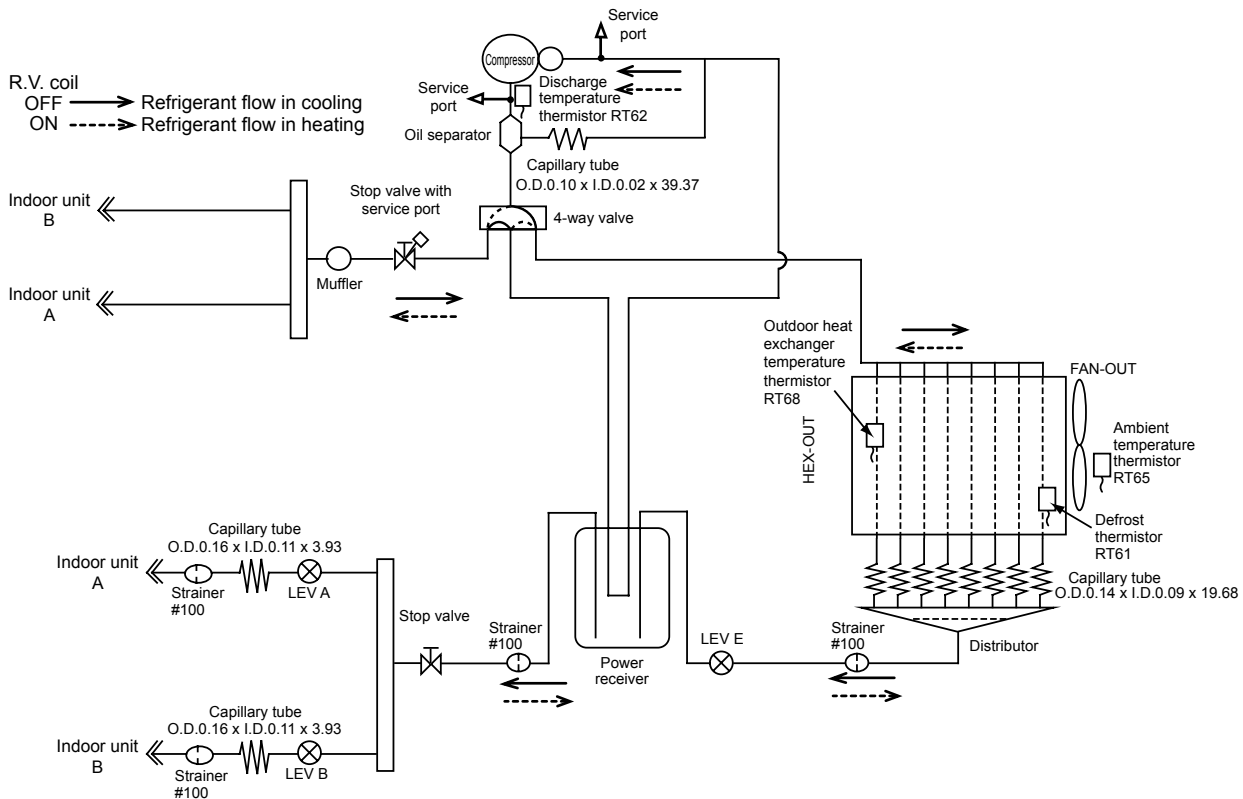 Service
port
Compressor
R.V. coil
OFF Refrigerant flow in cooling
ON Refrigerant flow in heating
Service
port
Discharge
temperature
thermistor RT62
Oil separator
Capillary tube
O.D.0.10 x I.D.0.02 x 39.37
Indoor unit
B
Stop valve with
service port
4-way valve
Muffler
Indoor unit
A
Outdoor heat
exchanger
temperature
thermistor
RT68
FAN-OUT
HEX-OUT
Ambient
temperature
thermistor
RT65
Defrost
thermistor
RT61
Capillary tube
O.D.0.16 x I.D.0.11 x 3.93
Indoor unit
A
Strainer
#100
LEV A
Capillary tube
O.D.0.14 x I.D.0.09 x 19.68
Stop valve
Strainer
#100
Power
receiver
LEV E
Strainer
#100
Distributor
Capillary tube
O.D.0.16 x I.D.0.11 x 3.93
Indoor unit
B
Strainer
#100
LEV B